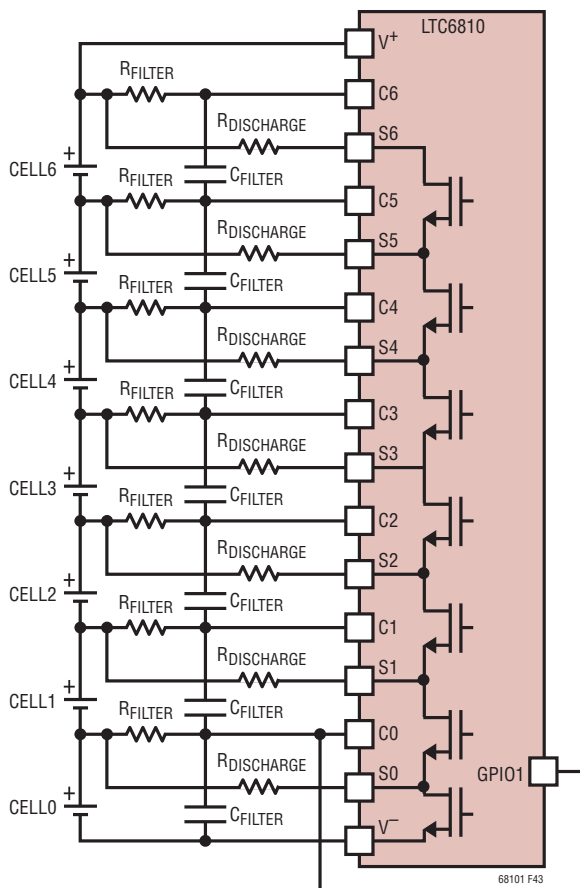 LTC6810
V+
RFILTER
C6
RDISCHARGE
S6
+
CELL6
RFILTER
CFILTER
C5
RDISCHARGE
S5
+
CELL5
RFILTER
CFILTER
C4
RDISCHARGE
S4
+
CELL4
RFILTER
CFILTER
C3
RDISCHARGE
S3
+
CELL3
RFILTER
CFILTER
C2
RDISCHARGE
S2
+
CELL2
RFILTER
CFILTER
C1
RDISCHARGE
S1
+
CELL1
RFILTER
CFILTER
C0
RDISCHARGE
S0
GPIO1
+
CELL0
CFILTER
V−
68101 F43